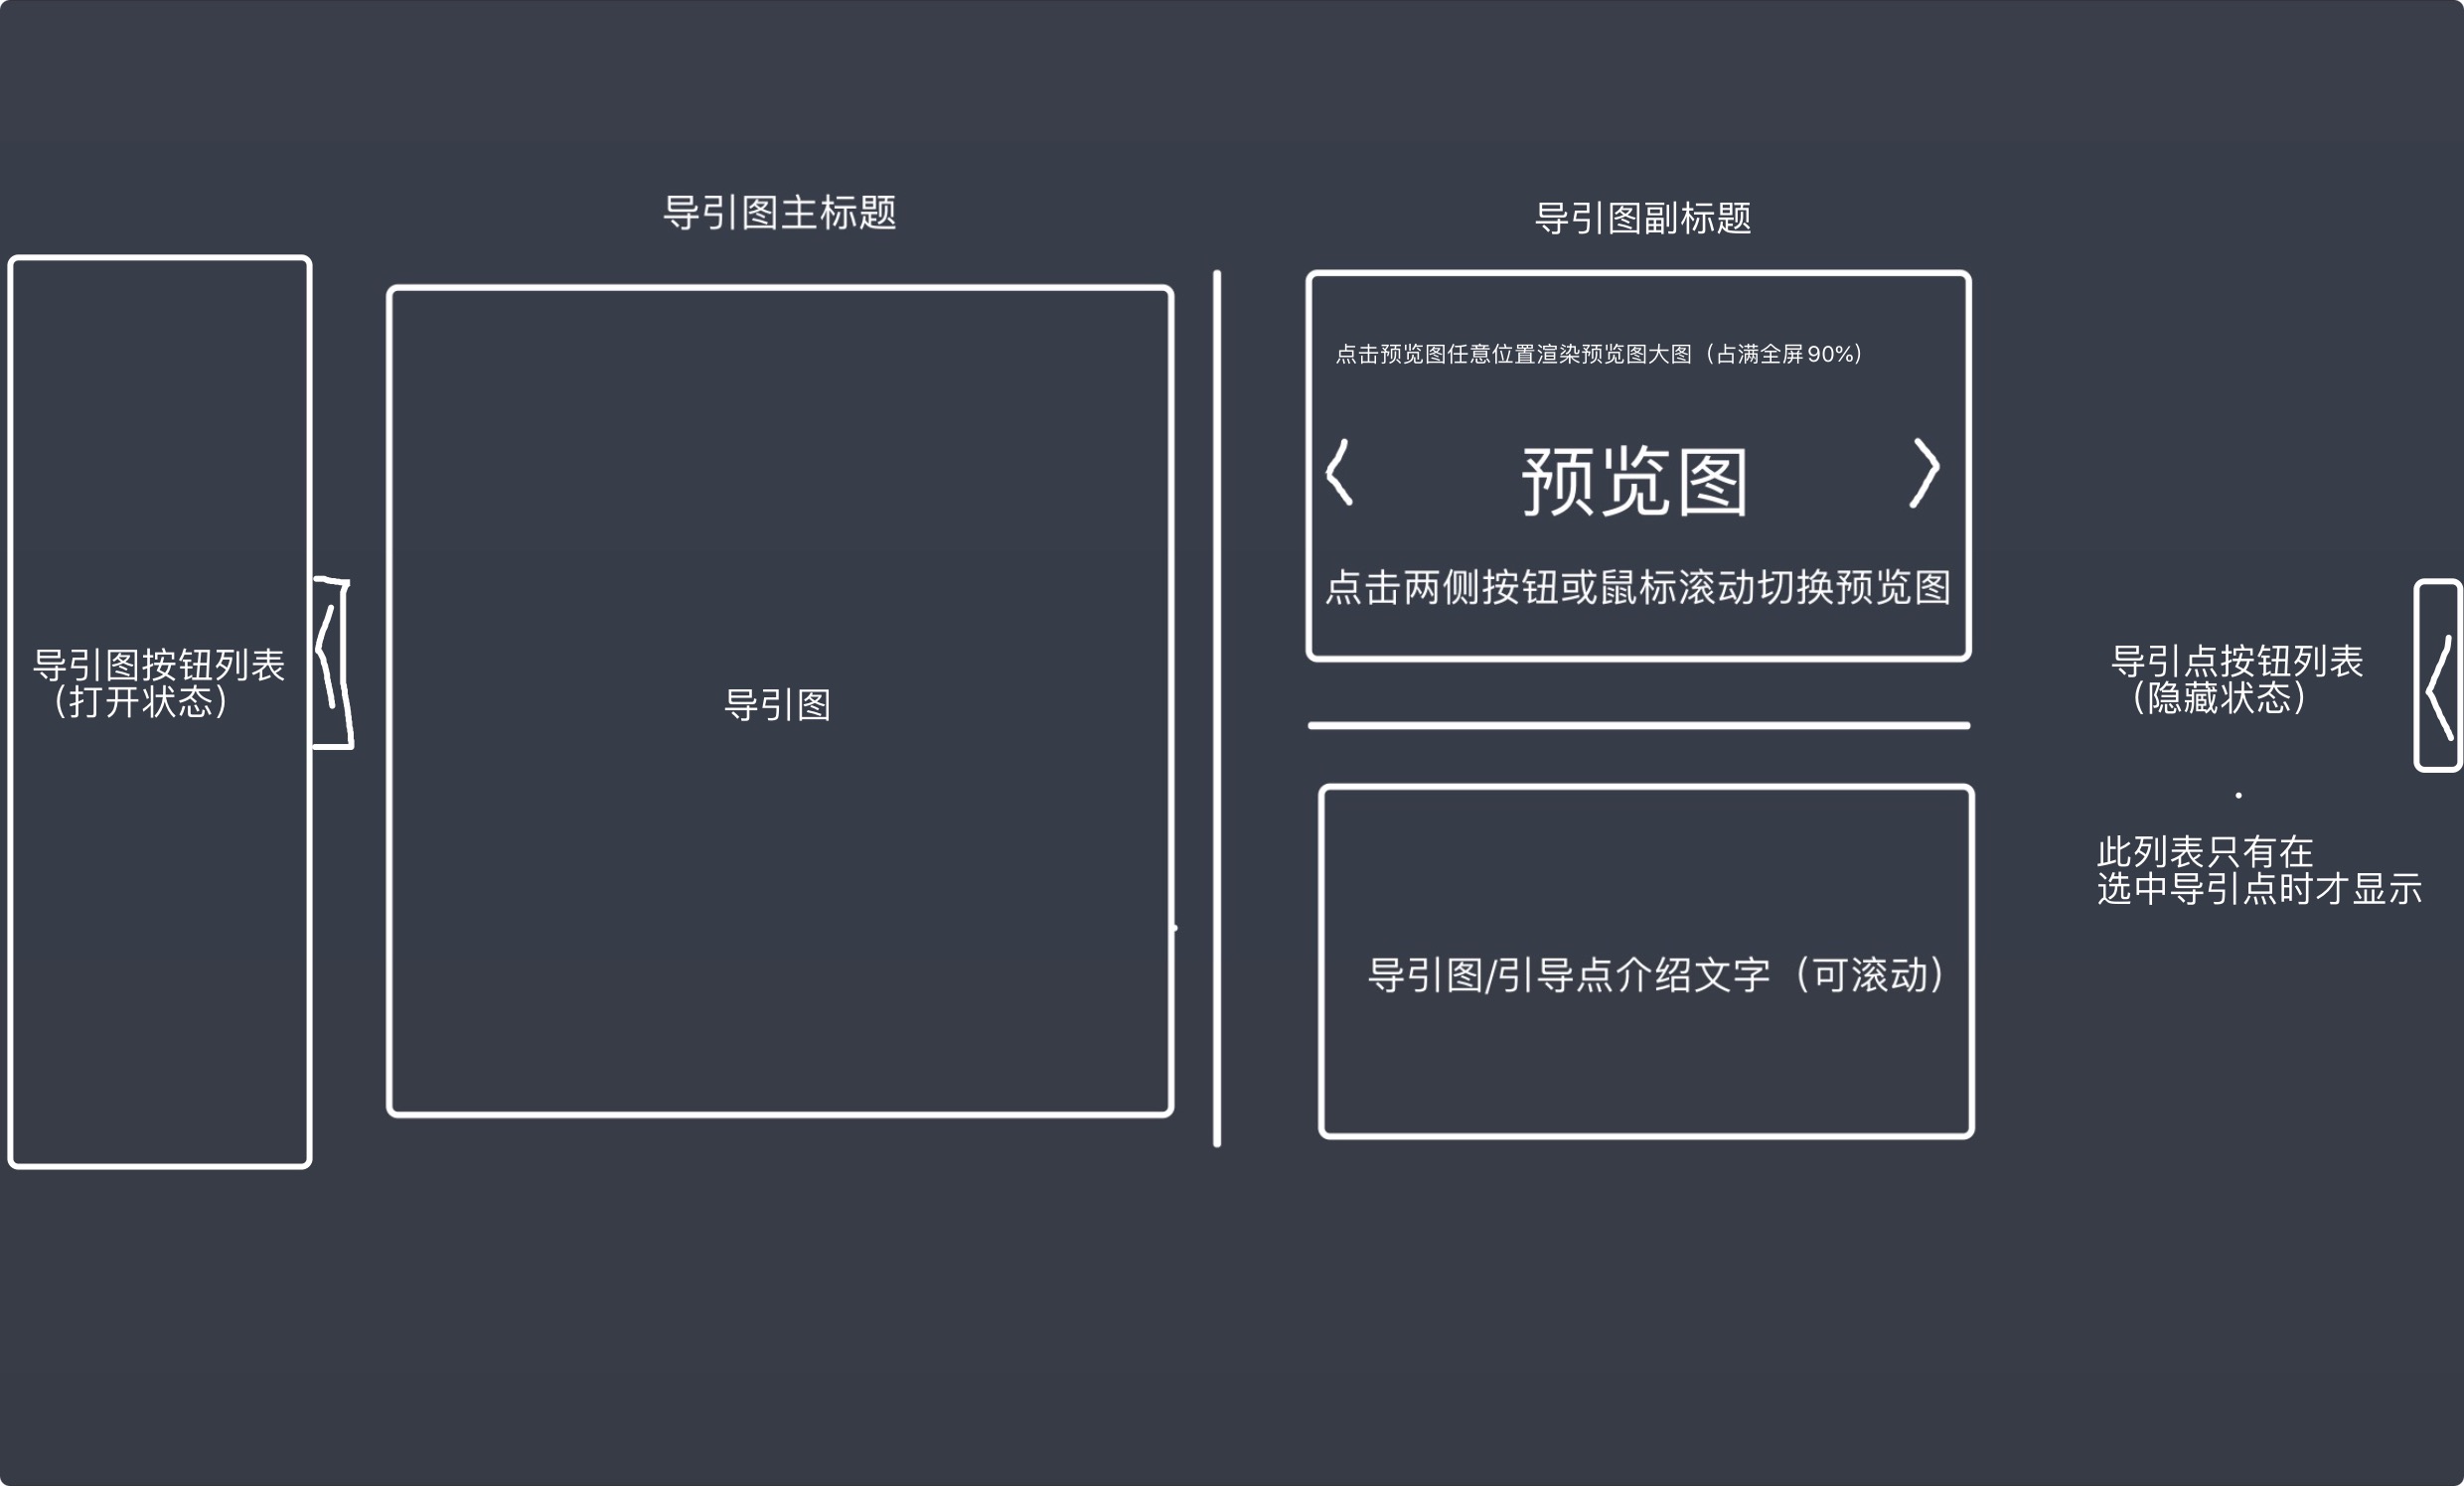 导引图主标题
导引图副标题
点击预览图任意位置渲染预览图大图（占满全屏 90%）
预览图
点击两侧按钮或鼠标滚动切换预览图
导引图按钮列表
（打开状态）
导引图
导引点按钮列表
（隐藏状态）
此列表只有在
选中导引点时才显示
导引图/引导点介绍文字（可滚动）